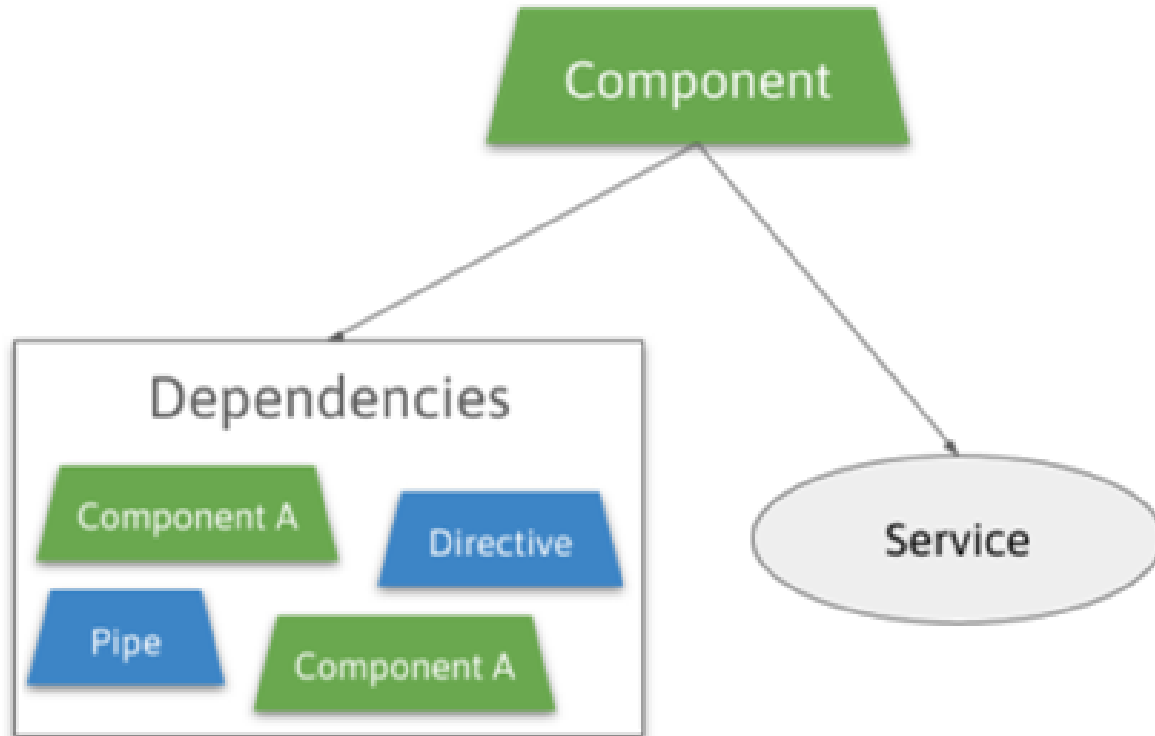 Component
Dependencies
Component A
Directive
Pipe
Component A
Service